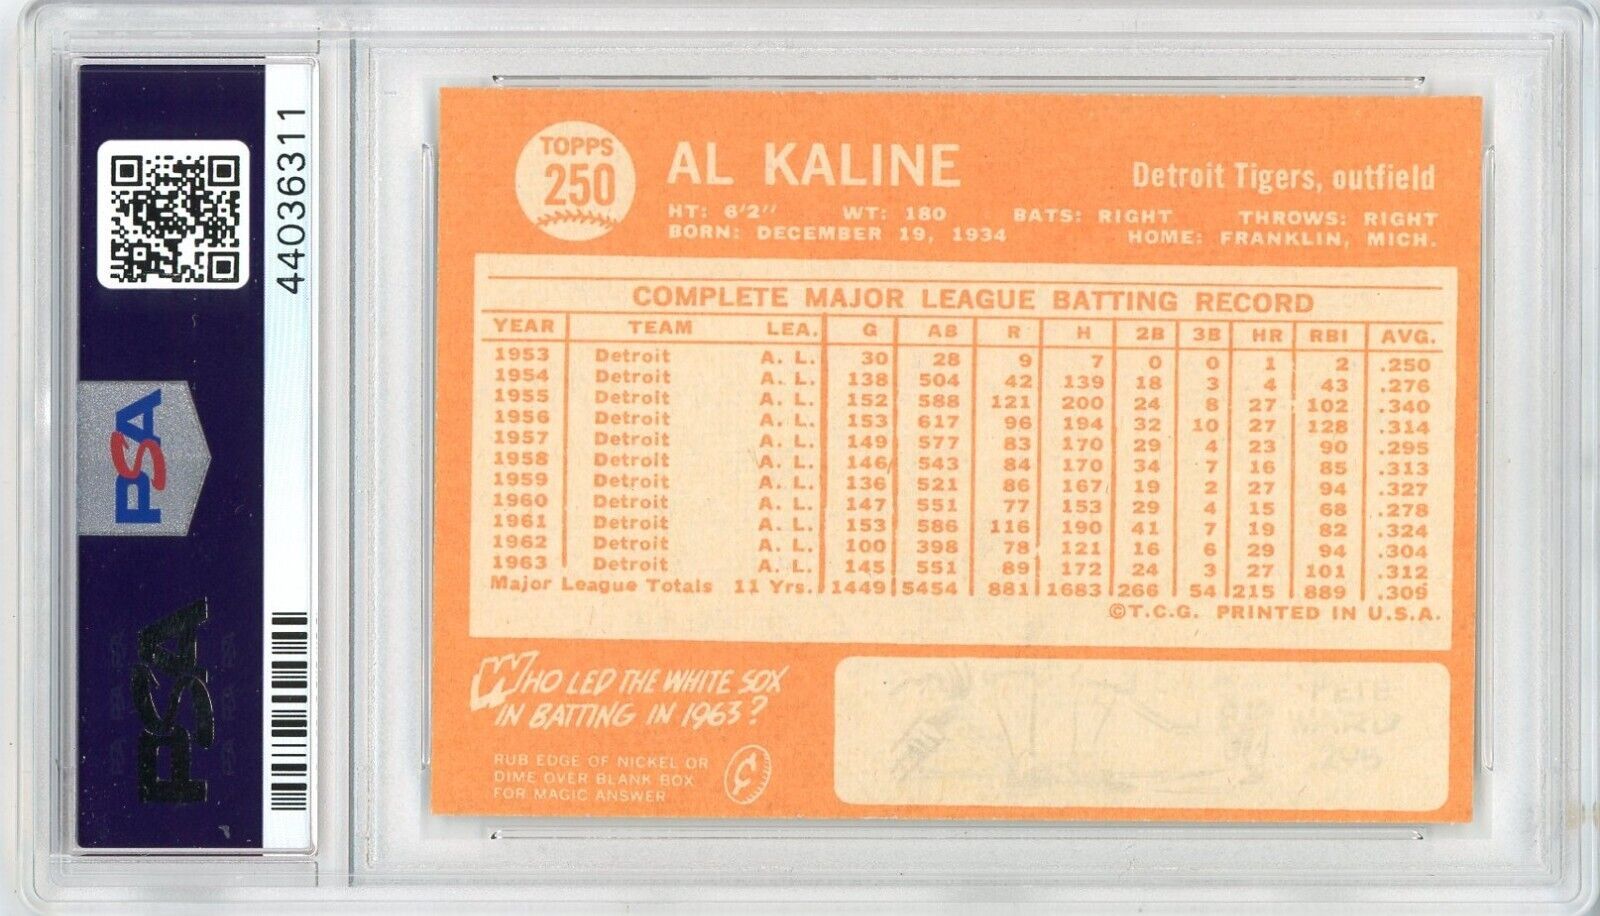 44036311
PSA
PSA
TOPPS
250
AL KALINE
Detroit Tigers, outfield
HT: 6'2" WT: 180 BATS: RIGHT THROWS: RIGHT
BORN: DECEMBER 19, 1934 HOME: FRANKLIN, MICH.
COMPLETE MAJOR LEAGUE BATTING RECORD
YEAR TEAM LEA. G AB R H 2B 3B HR RBI AVG.
1953 Detroit A. L. 30 28 9 7 0 0 1 2 .250
1954 Detroit A. L. 138 504 42 139 18 3 4 43 .276
1955 Detroit A. L. 152 588 121 200 24 8 27 102 .340
1956 Detroit A. L. 153 617 96 194 32 10 27 128 .314
1957 Detroit A. L. 149 577 83 170 29 4 23 90 .295
1958 Detroit A. L. 146 543 84 170 34 7 16 85 .313
1959 Detroit A. L. 136 521 86 167 19 2 27 94 .327
1960 Detroit A. L. 147 551 77 153 29 4 15 68 .278
1961 Detroit A. L. 153 586 116 190 41 7 19 82 .324
1962 Detroit A. L. 100 398 78 121 16 6 29 94 .304
1963 Detroit A. L. 145 551 89 172 24 3 27 101 .312
Major League Totals 11 Yrs. 1449 5454 881 1683 266 54 215 889 .309
©T.C.G. PRINTED IN U.S.A.
WHO LED THE WHITE SOX
IN BATTING IN 1963?
RUB EDGE OF NICKEL OR
DIME OVER BLANK BOX
FOR MAGIC ANSWER
¢
PETE
WARD